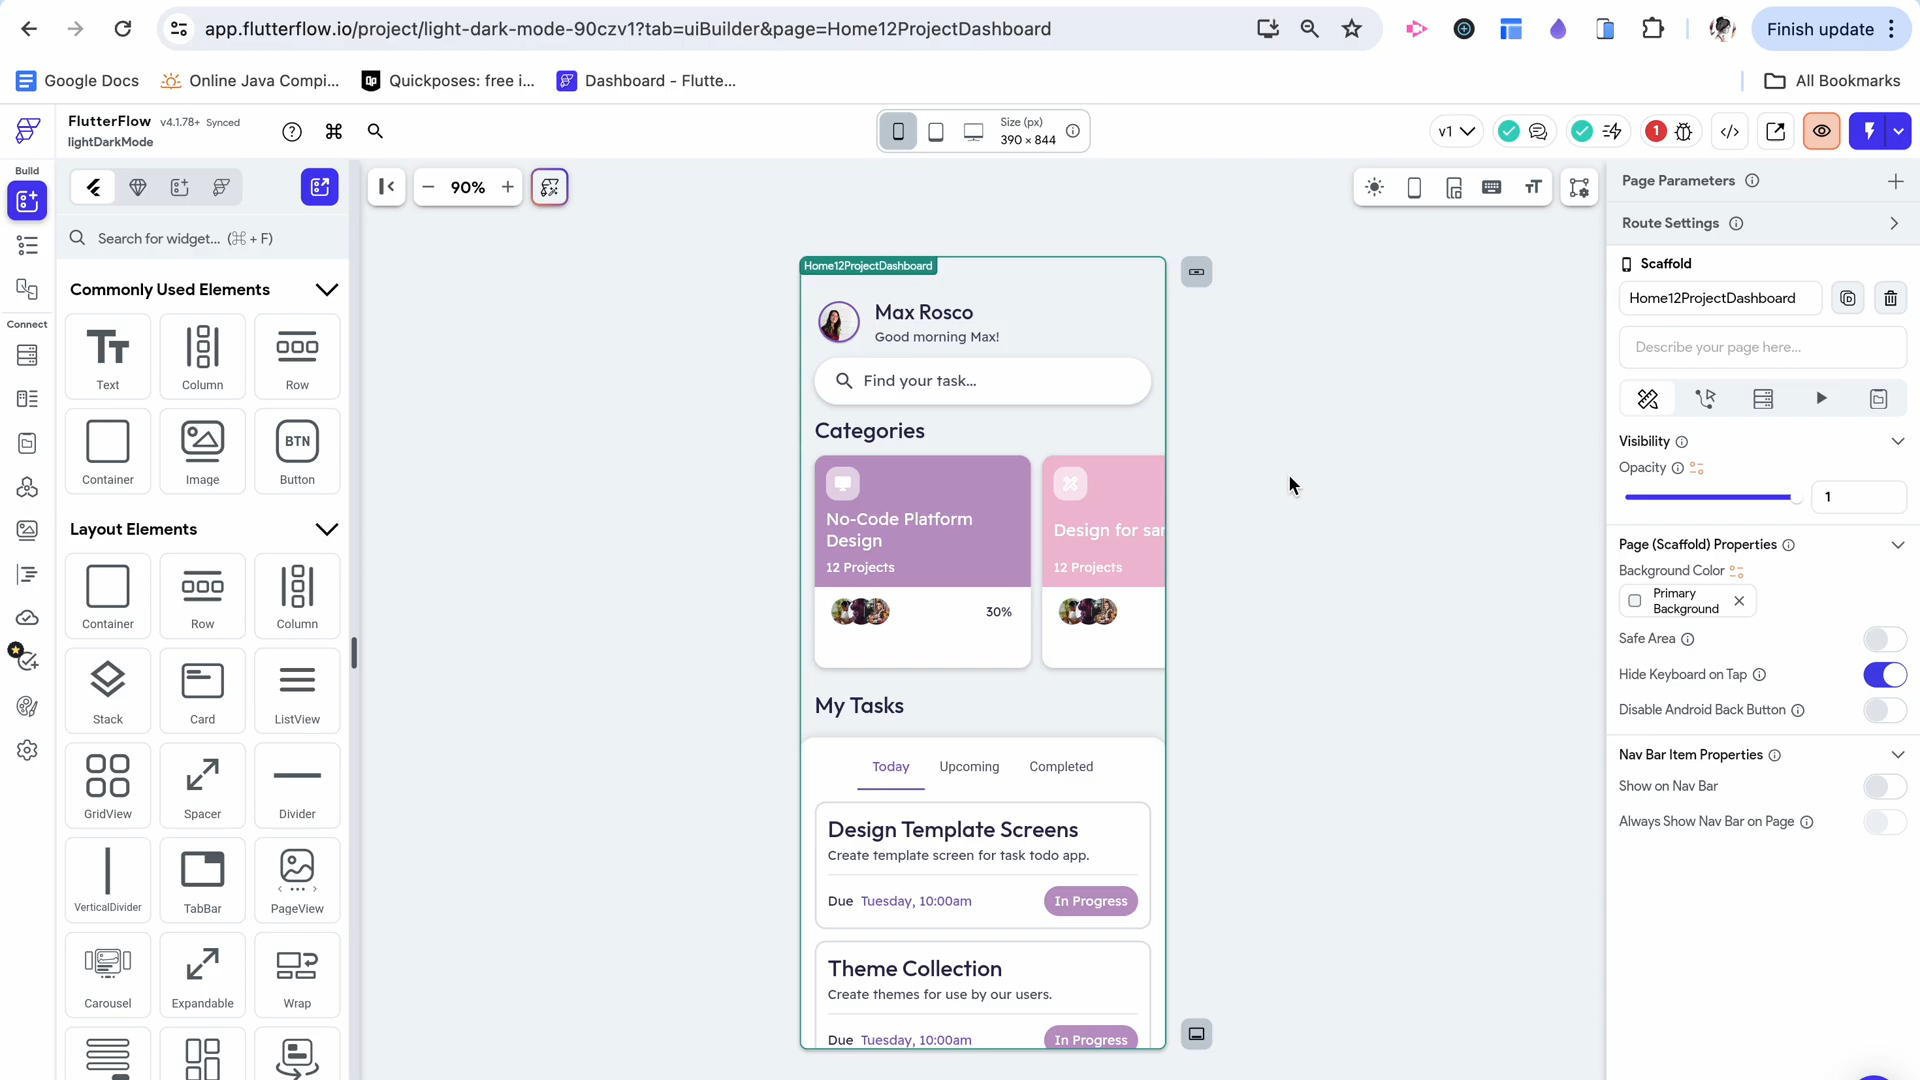 app.flutterflow.io/project/light-dark-mode-90czv1?tab=uiBuilder&page=Home12ProjectDashboard
Finish update
Google Docs
Online Java Compi...
Quickposes: free i...
Dashboard - Flutte...
All Bookmarks
FlutterFlow v4.1.78+ Synced
lightDarkMode
Size (px)
390 × 844
v1
1
Build
Connect
90%
Search for widget... (⌘ + F)
Commonly Used Elements
Text
Column
Row
Container
Image
BTN
Button
Layout Elements
Container
Row
Column
Stack
Card
ListView
GridView
Spacer
Divider
VerticalDivider
TabBar
PageView
Carousel
Expandable
Wrap
Home12ProjectDashboard
Max Rosco
Good morning Max!
Find your task...
Categories
No-Code Platform
Design
12 Projects
30%
Design for sar
12 Projects
My Tasks
Today
Upcoming
Completed
Design Template Screens
Create template screen for task todo app.
Due Tuesday, 10:00am
In Progress
Theme Collection
Create themes for use by our users.
Due Tuesday, 10:00am
In Progress
Page Parameters
Route Settings
Scaffold
Home12ProjectDashboard
Describe your page here...
Visibility
Opacity
1
Page (Scaffold) Properties
Background Color
Primary
Background
Safe Area
Hide Keyboard on Tap
Disable Android Back Button
Nav Bar Item Properties
Show on Nav Bar
Always Show Nav Bar on Page